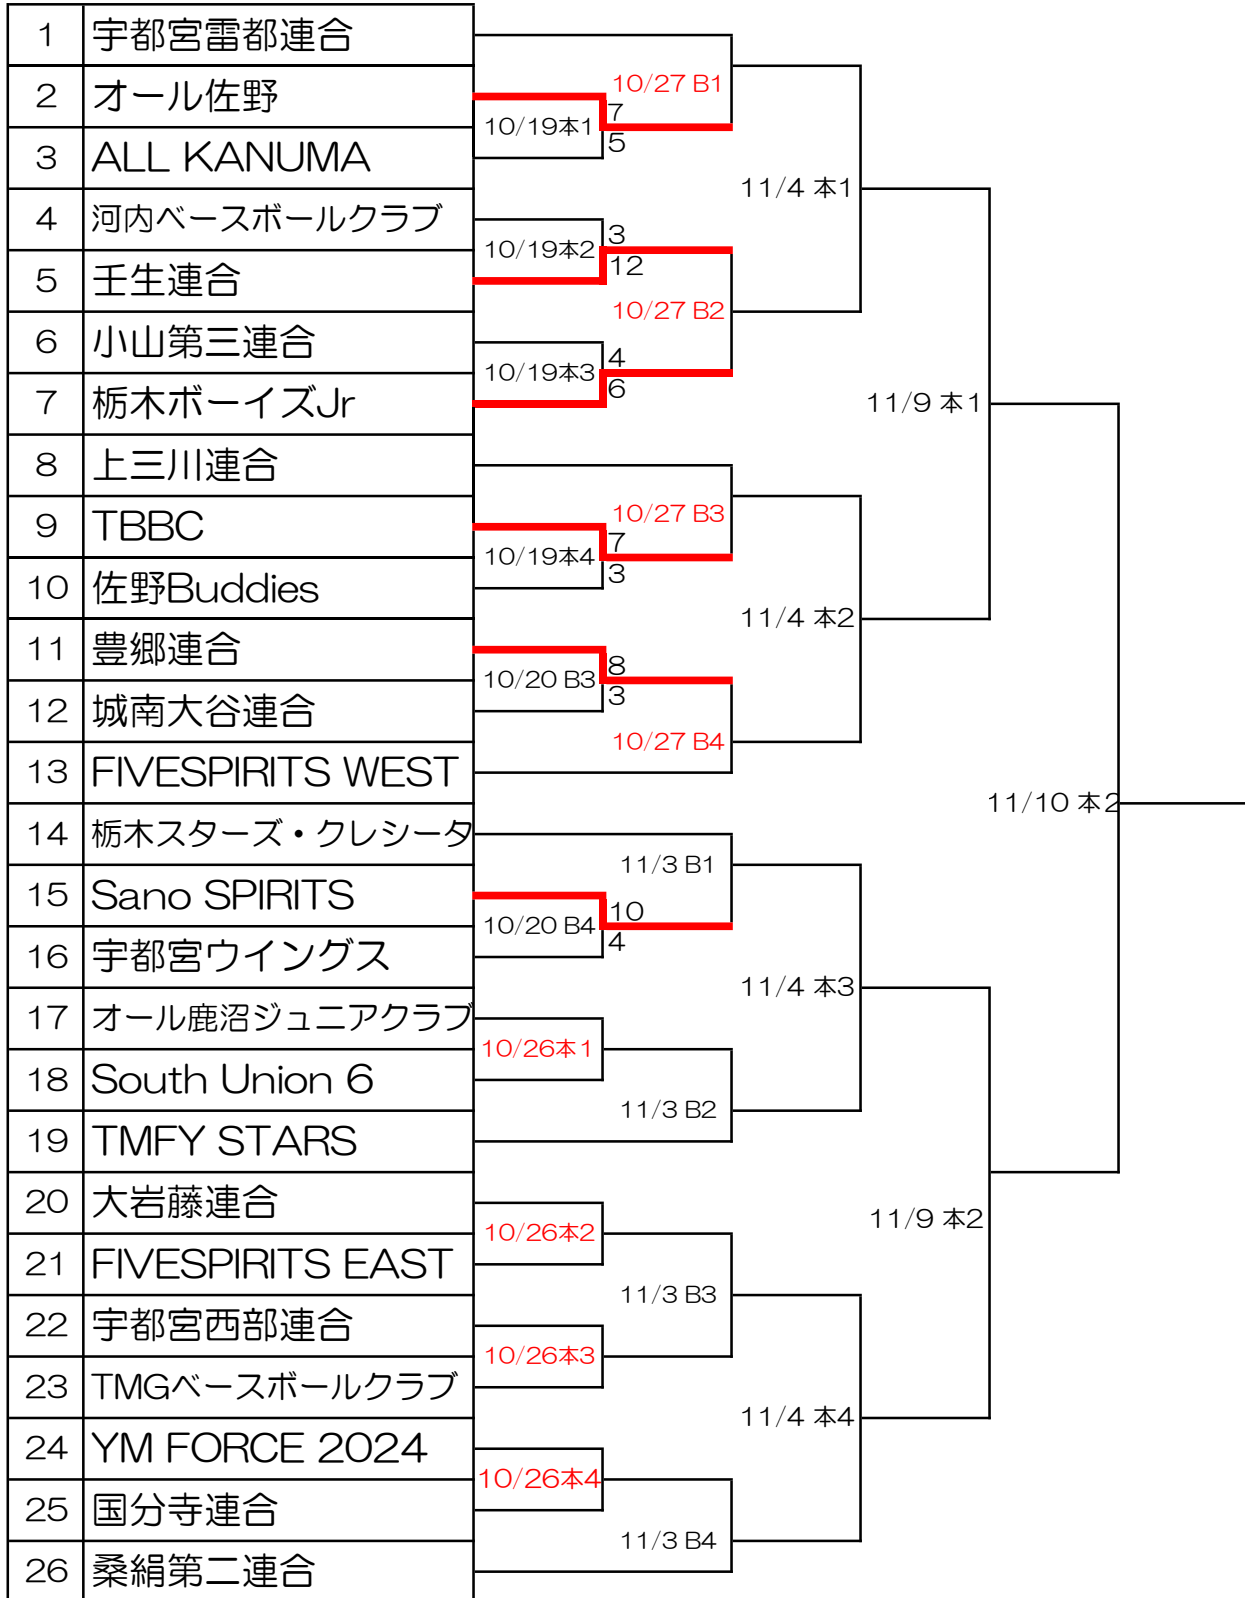 1 宇都宮雷都連合
10/27 B1
2 オール佐野
7
10/19本1
5
3 ALL KANUMA
11/4 本1
4 河内ベースボールクラブ
3
10/19本2
12
5 壬生連合
10/27 B2
6 小山第三連合
4
10/19本3
6
7 栃木ボーイズJr
11/9 本1
8 上三川連合
10/27 B3
9 TBBC
7
10/19本4
3
10 佐野Buddies
11/4 本2
11 豊郷連合
8
10/20 B3
3
12 城南大谷連合
10/27 B4
13 FIVESPIRITS WEST
11/10 本2
14 栃木スターズ・クレシータ
11/3 B1
15 Sano SPIRITS
10
10/20 B4
4
16 宇都宮ウイングス
11/4 本3
17 オール鹿沼ジュニアクラブ
10/26本1
18 South Union 6
11/3 B2
19 TMFY STARS
20 大岩藤連合
11/9 本2
10/26本2
21 FIVESPIRITS EAST
11/3 B3
22 宇都宮西部連合
10/26本3
23 TMGベースボールクラブ
11/4 本4
24 YM FORCE 2024
10/26本4
25 国分寺連合
11/3 B4
26 桑絹第二連合